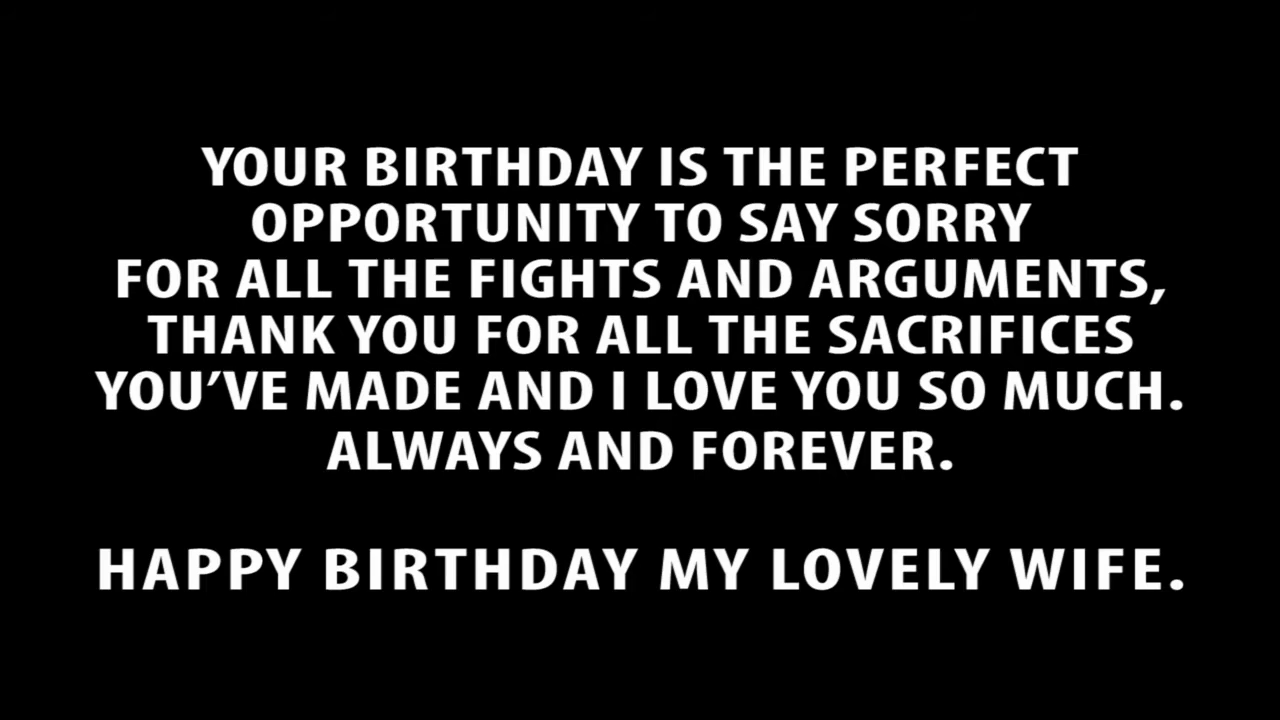 YOUR BIRTHDAY IS THE PERFECT
OPPORTUNITY TO SAY SORRY
FOR ALL THE FIGHTS AND ARGUMENTS,
THANK YOU FOR ALL THE SACRIFICES
YOU’VE MADE AND I LOVE YOU SO MUCH.
ALWAYS AND FOREVER.
HAPPY BIRTHDAY MY LOVELY WIFE.